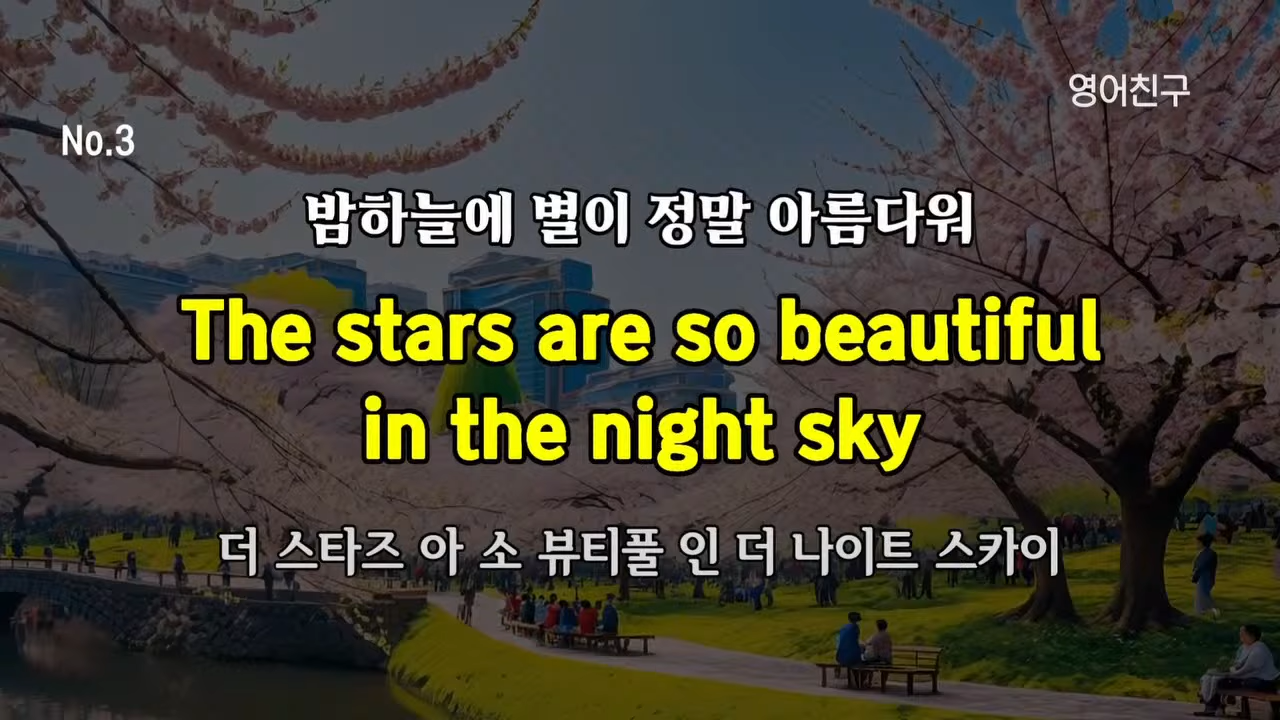 영어친구
No.3
밤하늘에 별이 정말 아름다워
The stars are so beautiful
in the night sky
더 스타즈 아 소 뷰티풀 인 더 나이트 스카이